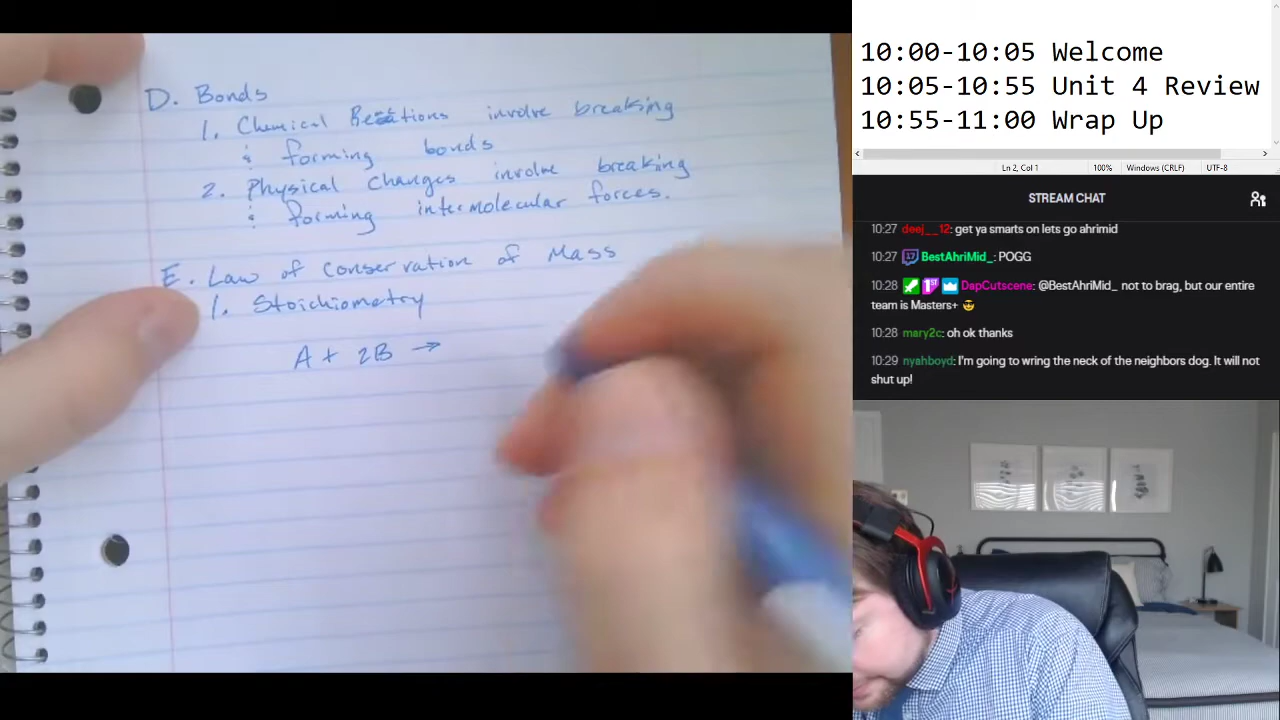 D. Bonds
1. Chemical Reactions involve breaking
& forming bonds
2. Physical Changes involve breaking
& forming intermolecular forces.
E. Law of Conservation of Mass
1. Stoichiometry
A + 2B →
10:00-10:05 Welcome
10:05-10:55 Unit 4 Review
10:55-11:00 Wrap Up
Ln 2, Col 1 100% Windows (CRLF) UTF-8
STREAM CHAT
10:27 deej__12: get ya smarts on lets go ahrimid
10:27 BestAhriMid_: POGG
10:28 DapCutscene: @BestAhriMid_ not to brag, but our entire
team is Masters+ 😎
10:28 mary2c: oh ok thanks
10:29 nyahboyd: I'm going to wring the neck of the neighbors dog. It will not
shut up!